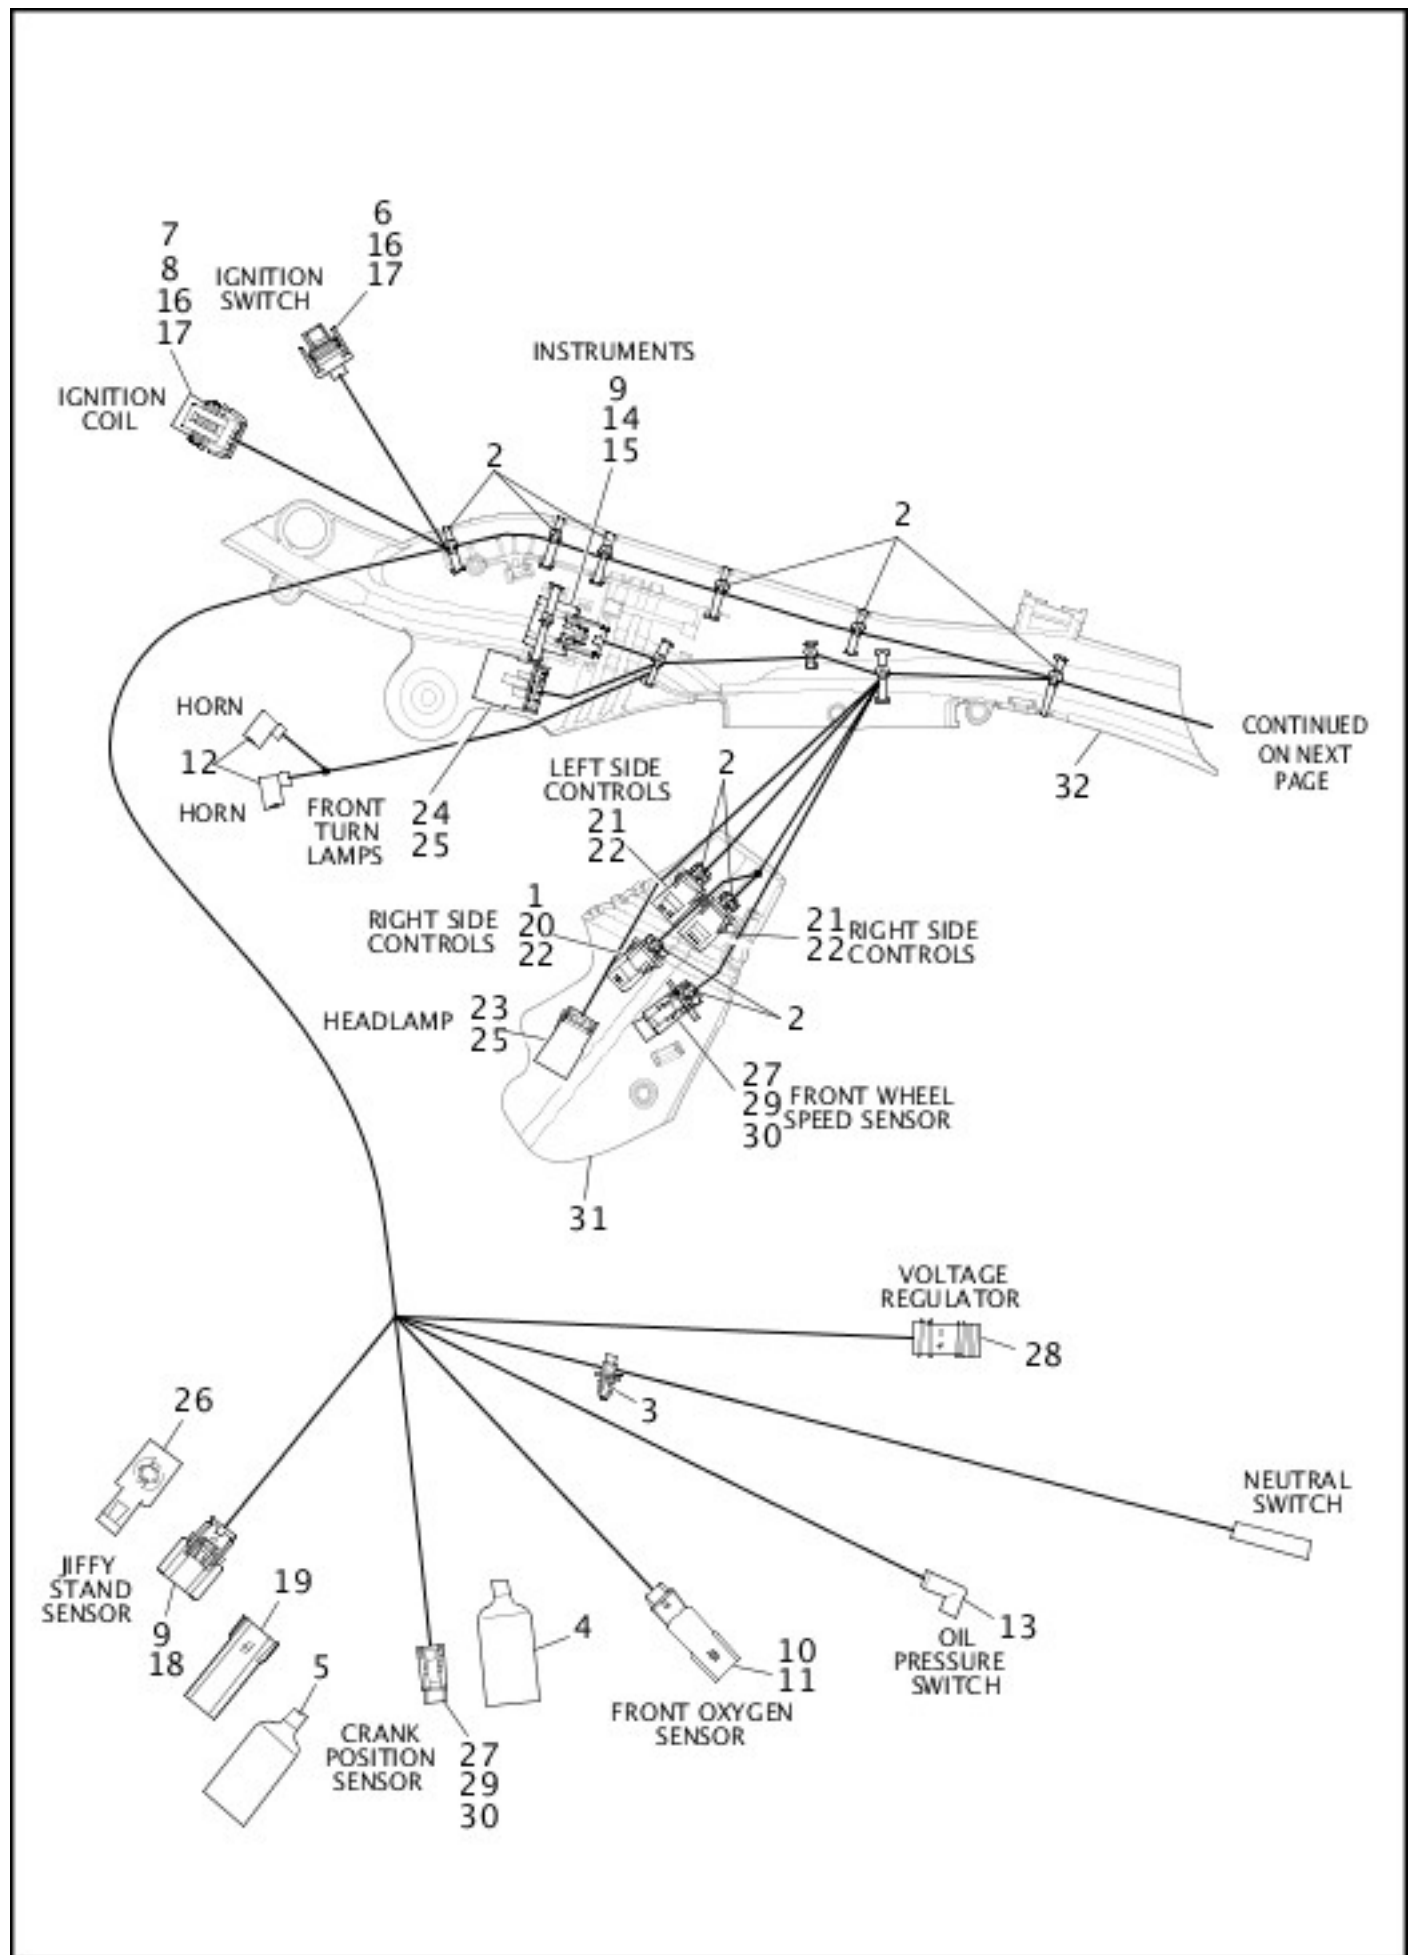 6
16
17
7
8
16
17
IGNITION
SWITCH
IGNITION
COIL
INSTRUMENTS
9
14
15
2
2
HORN
12
HORN
FRONT
TURN
LAMPS
24
25
LEFT SIDE
CONTROLS
21
22
2
CONTINUED
ON NEXT
PAGE
32
RIGHT SIDE
CONTROLS
1
20
22
21
22
RIGHT SIDE
CONTROLS
HEADLAMP
23
25
2
27
29
30
FRONT WHEEL
SPEED SENSOR
31
VOLTAGE
REGULATOR
28
3
26
NEUTRAL
SWITCH
JIFFY
STAND
SENSOR
9
18
19
5
4
CRANK
POSITION
SENSOR
27
29
30
10
11
FRONT OXYGEN
SENSOR
13
OIL
PRESSURE
SWITCH